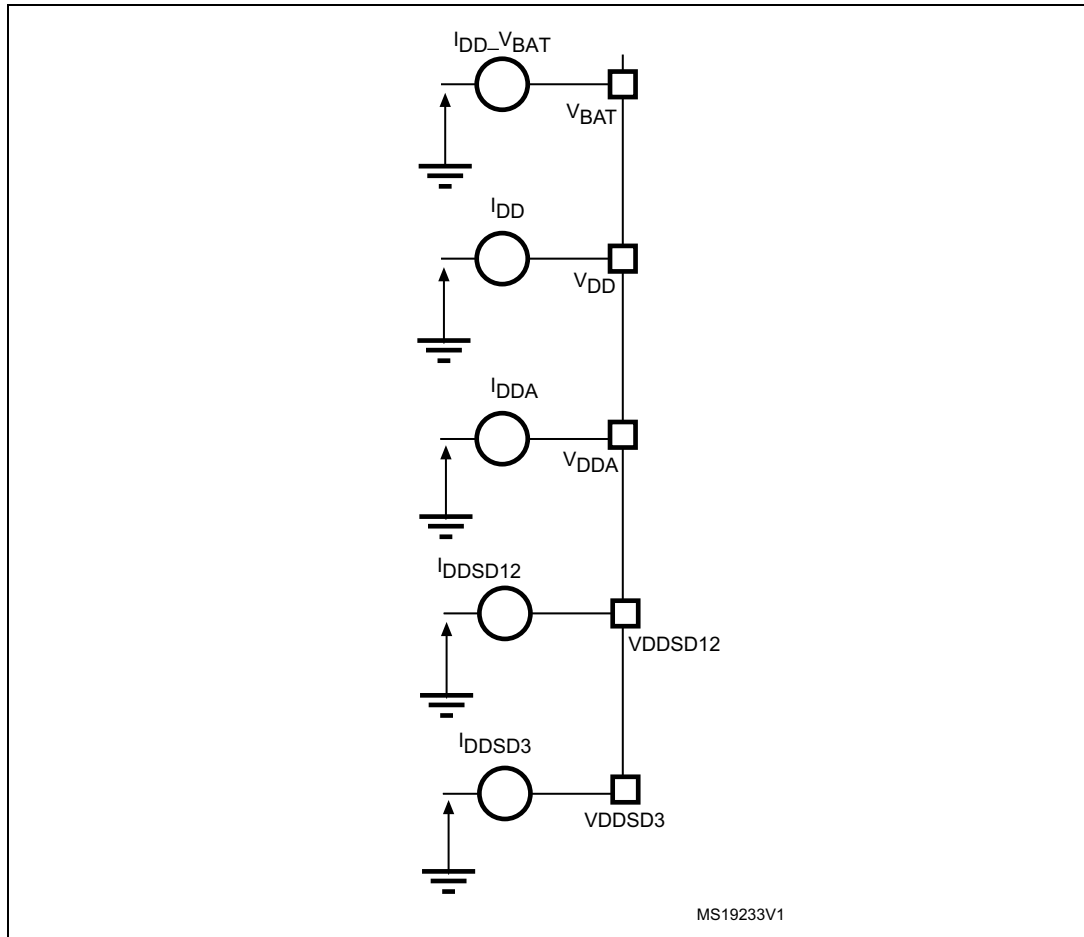 IDD_VBAT
VBAT
IDD
VDD
IDDA
VDDA
IDDSD12
VDDSD12
IDDSD3
VDDSD3
MS19233V1